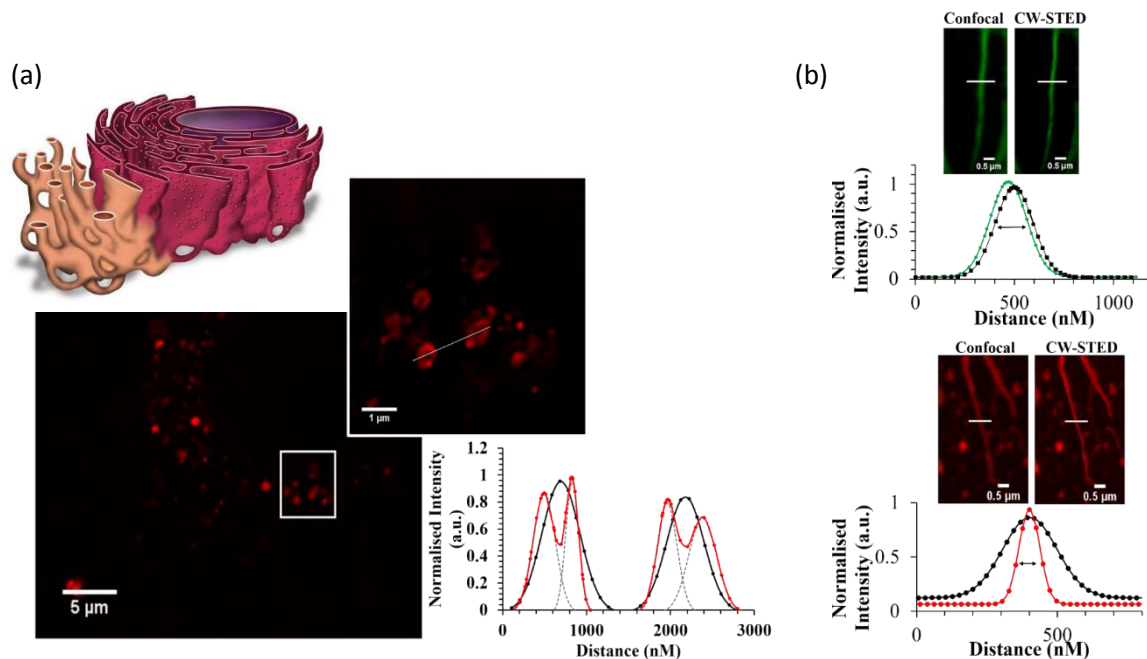 (a)
1 µm
5 µm
Normalised Intensity
(a.u.)
1.2
1
0.8
0.6
0.4
0.2
0
0 1000 2000 3000
Distance (nM)
(b)
Confocal CW-STED
0.5 µm 0.5 µm
Normalised
Intensity (a.u.)
1
0.5
0
0 500 1000
Distance (nM)
Confocal CW-STED
0.5 µm 0.5 µm
Normalised
Intensity (a.u.)
1
0.5
0
0 500
Distance (nM)